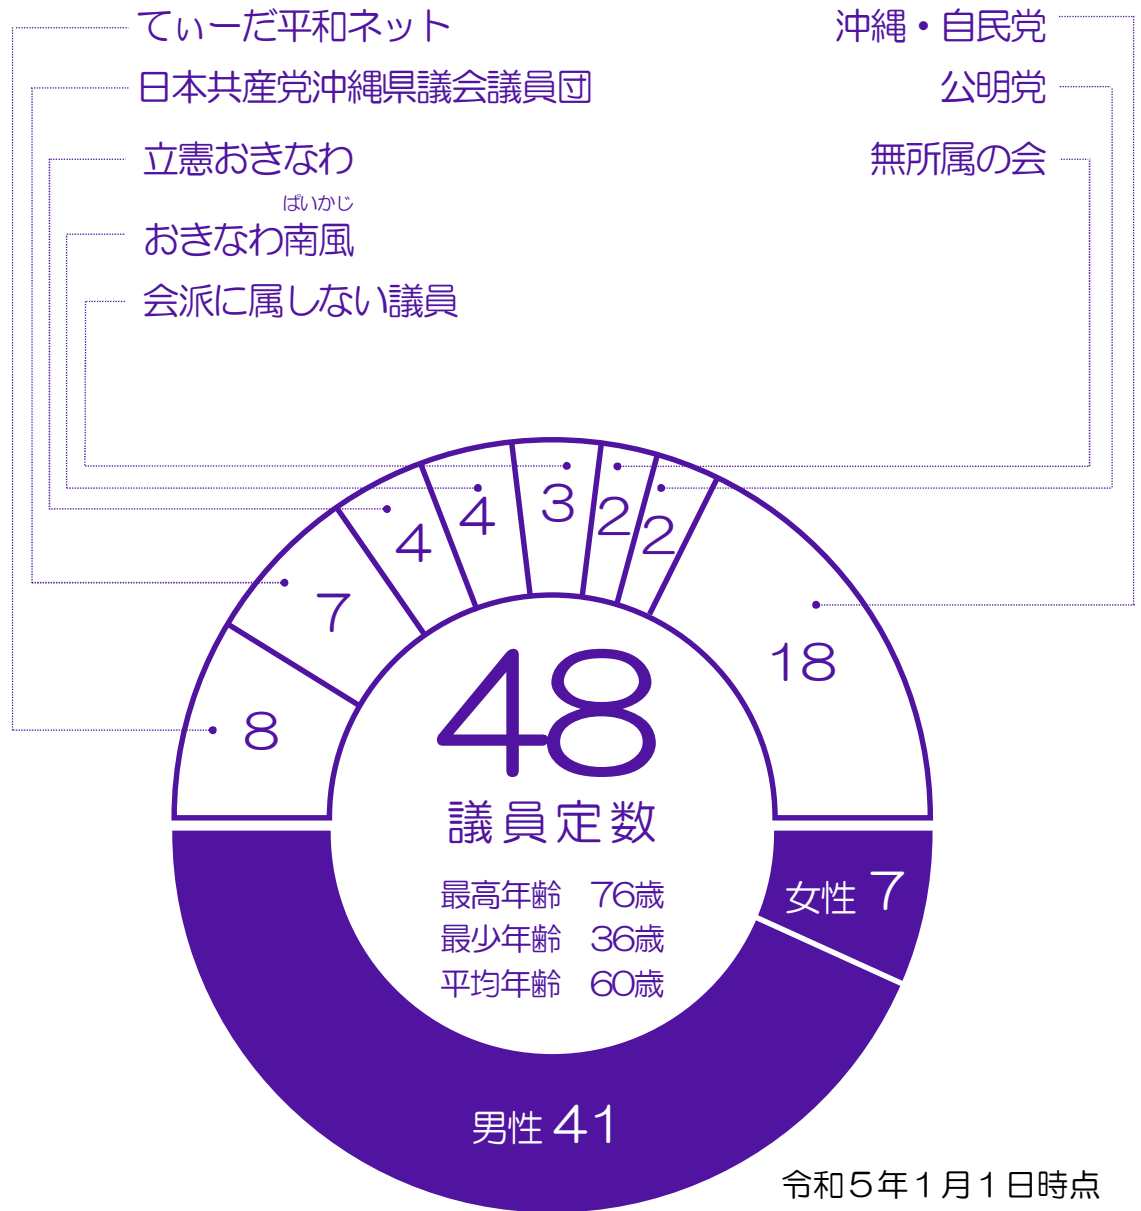 てぃーだ平和ネット
日本共産党沖縄県議会議員団
立憲おきなわ
ぱいかじ
おきなわ南風
会派に属しない議員
沖縄・自民党
公明党
無所属の会
8
7
4
4
3
2
2
18
48
議員定数
最高年齢 76歳
最少年齢 36歳
平均年齢 60歳
女性 7
男性 41
令和5年1月1日時点